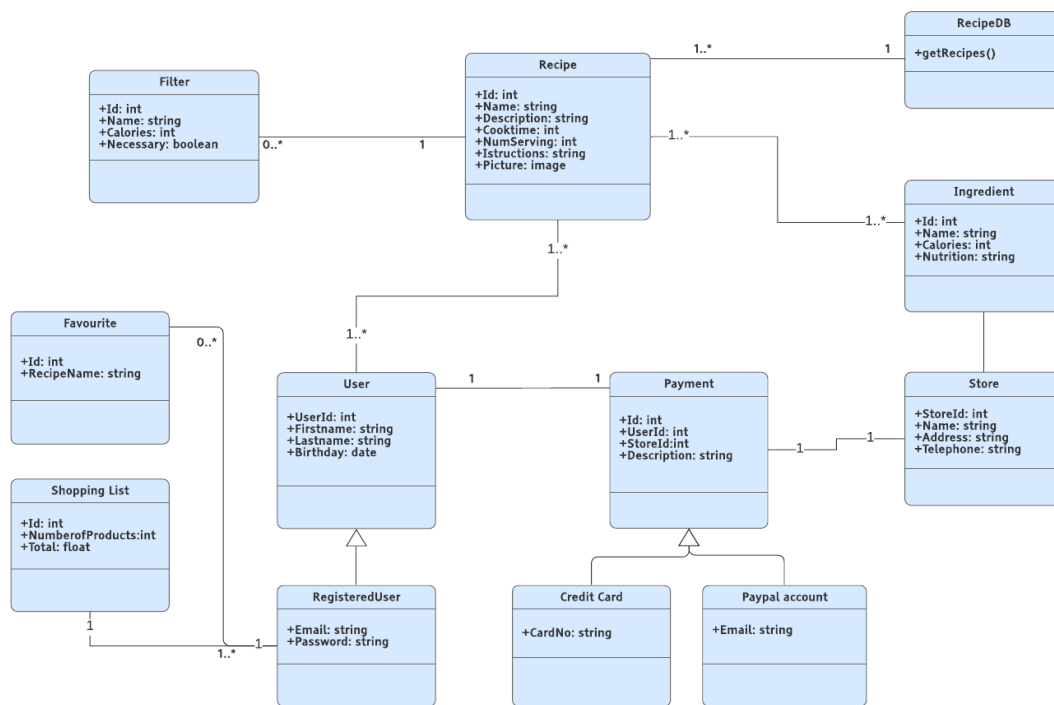 RecipeDB
+getRecipes()
1..*
1
Recipe
+Id: int
+Name: string
+Description: string
+Cooktime: int
+NumServing: int
+Istructions: string
+Picture: image
Filter
+Id: int
+Name: string
+Calories: int
+Necessary: boolean
0..*
1
1..*
1..*
Ingredient
+Id: int
+Name: string
+Calories: int
+Nutrition: string
1..*
1..*
Favourite
+Id: int
+RecipeName: string
0..*
User
+UserId: int
+Firstname: string
+Lastname: string
+Birthday: date
1
1
Payment
+Id: int
+UserId: int
+StoreId:int
+Description: string
1
1
Store
+StoreId: int
+Name: string
+Address: string
+Telephone: string
Shopping List
+Id: int
+NumberofProducts:int
+Total: float
1
1..*
1
RegisteredUser
+Email: string
+Password: string
Credit Card
+CardNo: string
Paypal account
+Email: string